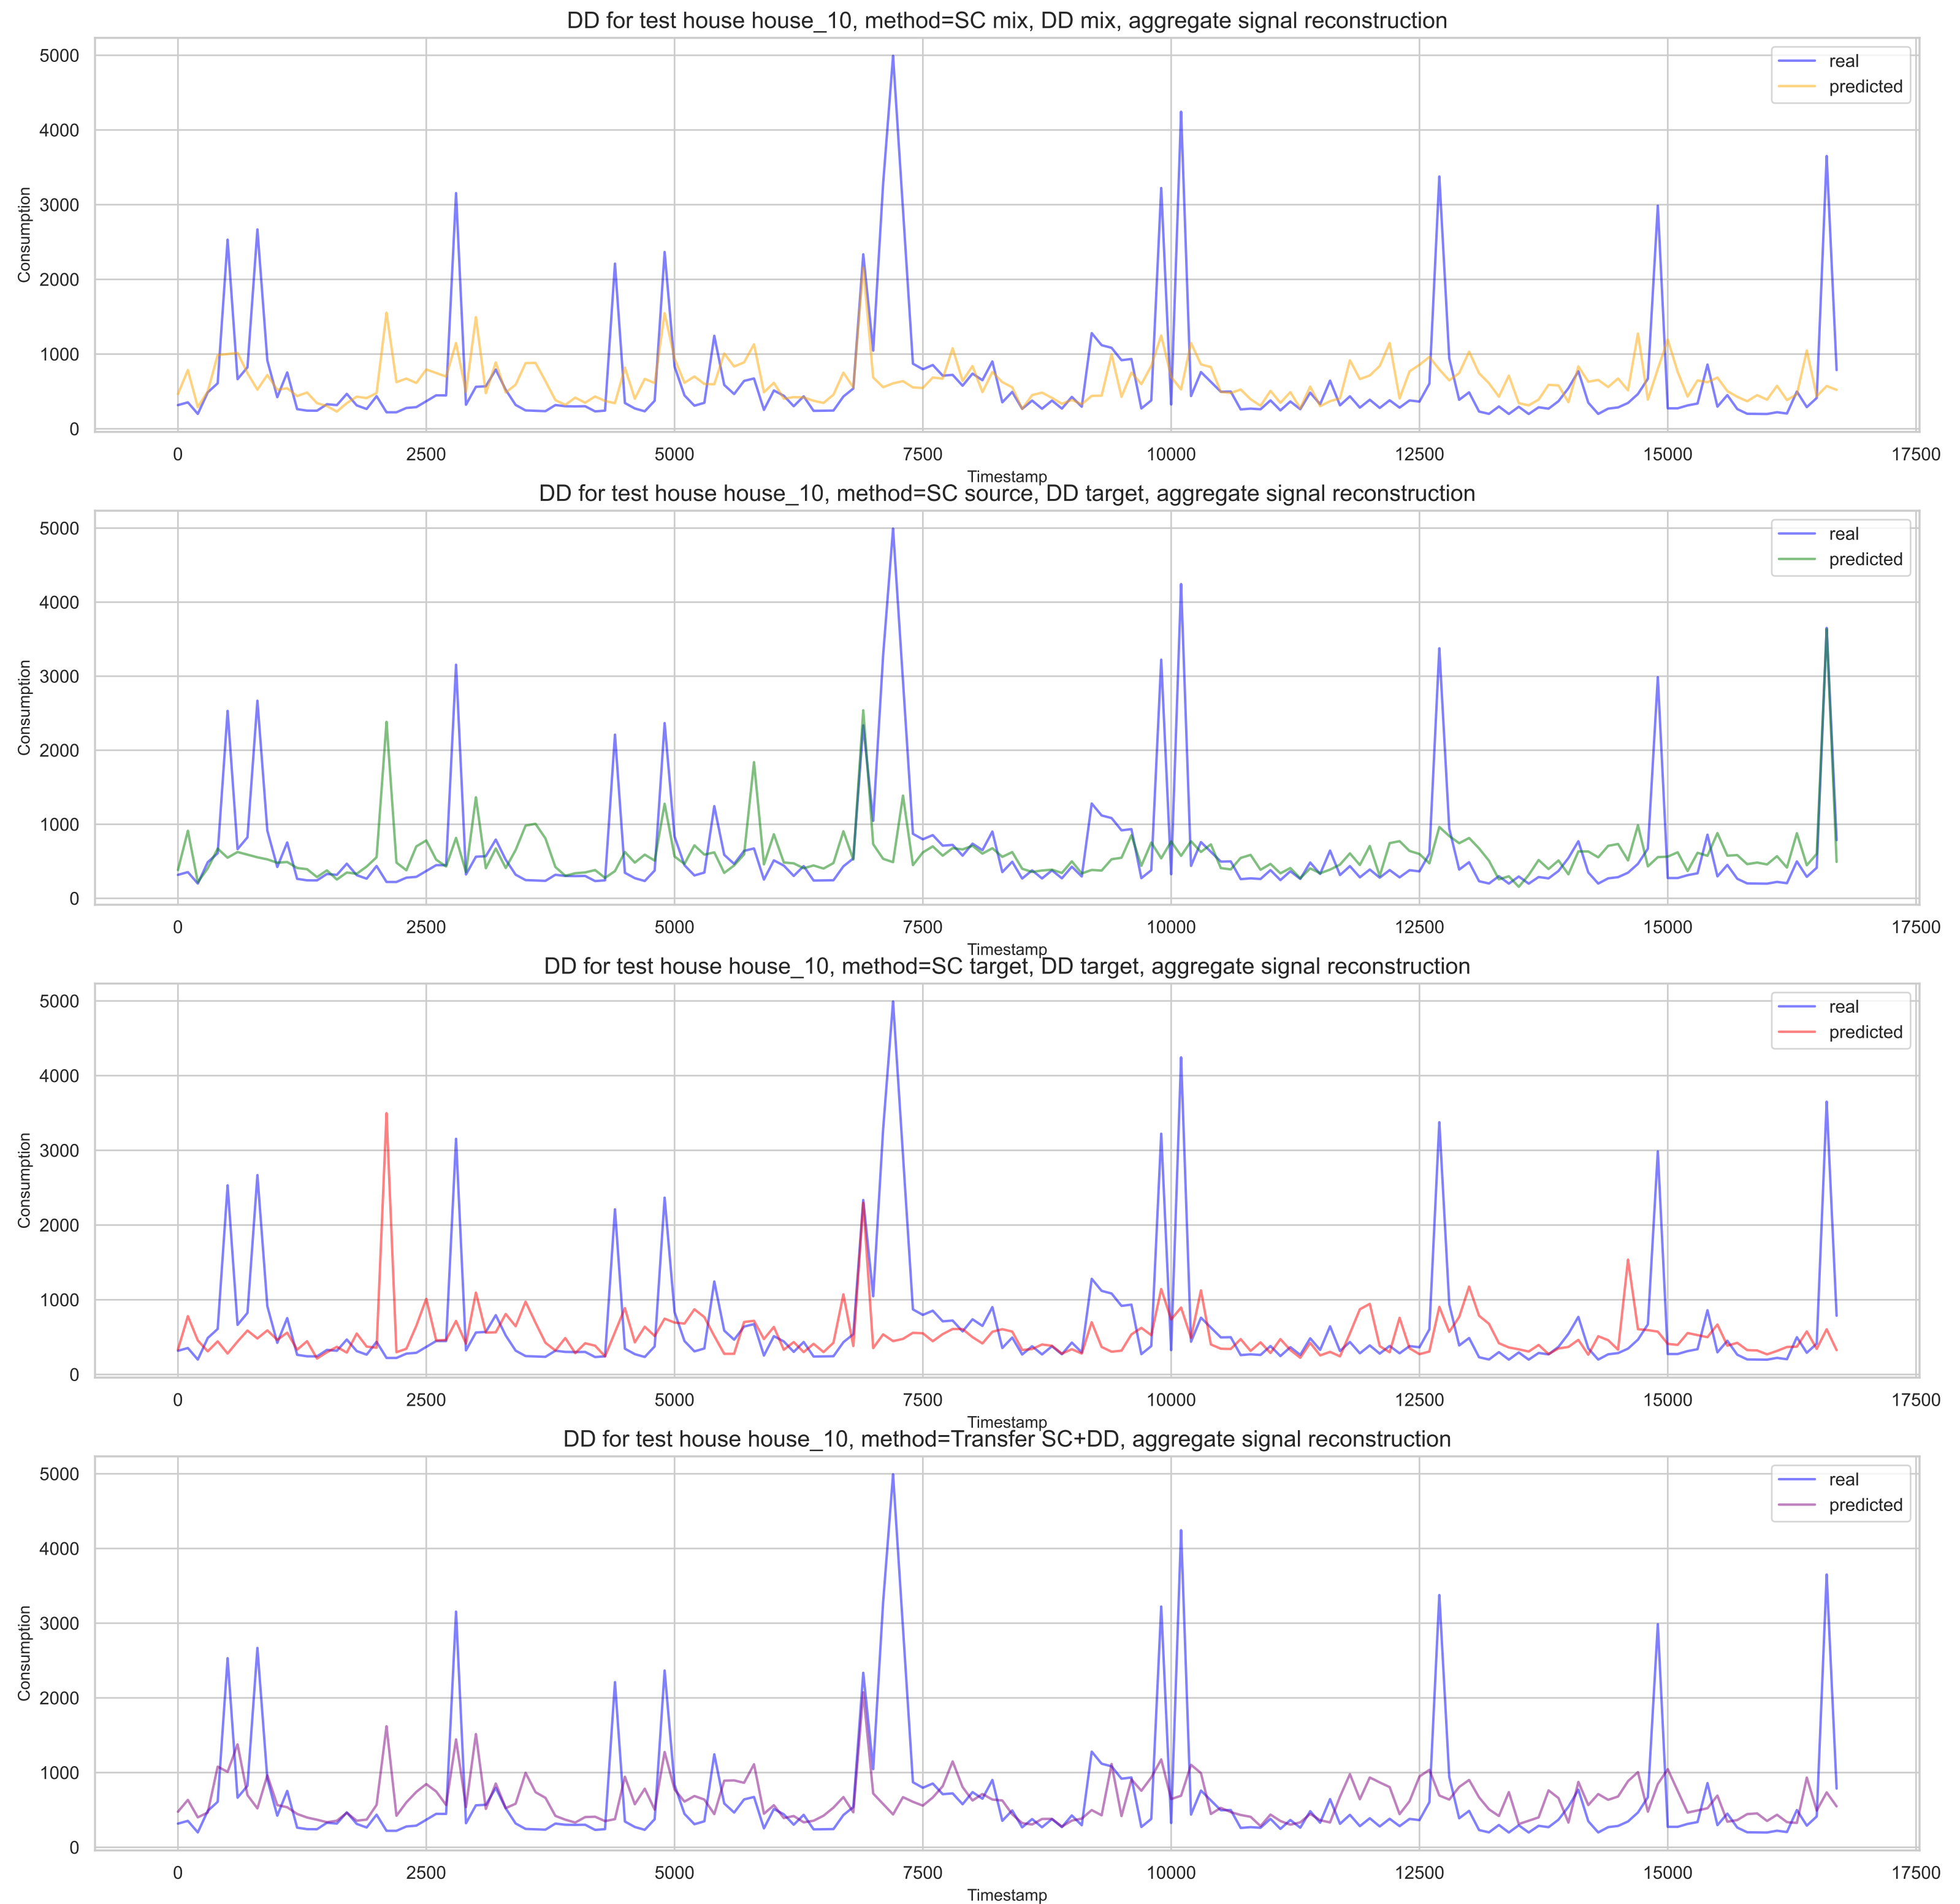 DD for test house house_10, method=SC mix, DD mix, aggregate signal reconstruction
5000
4000
3000
2000
1000
0
Consumption
real
predicted
0 2500 5000 7500 10000 12500 15000 17500
Timestamp
DD for test house house_10, method=SC source, DD target, aggregate signal reconstruction
5000
4000
3000
2000
1000
0
Consumption
real
predicted
0 2500 5000 7500 10000 12500 15000 17500
Timestamp
DD for test house house_10, method=SC target, DD target, aggregate signal reconstruction
5000
4000
3000
2000
1000
0
Consumption
real
predicted
0 2500 5000 7500 10000 12500 15000 17500
Timestamp
DD for test house house_10, method=Transfer SC+DD, aggregate signal reconstruction
5000
4000
3000
2000
1000
0
Consumption
real
predicted
0 2500 5000 7500 10000 12500 15000 17500
Timestamp